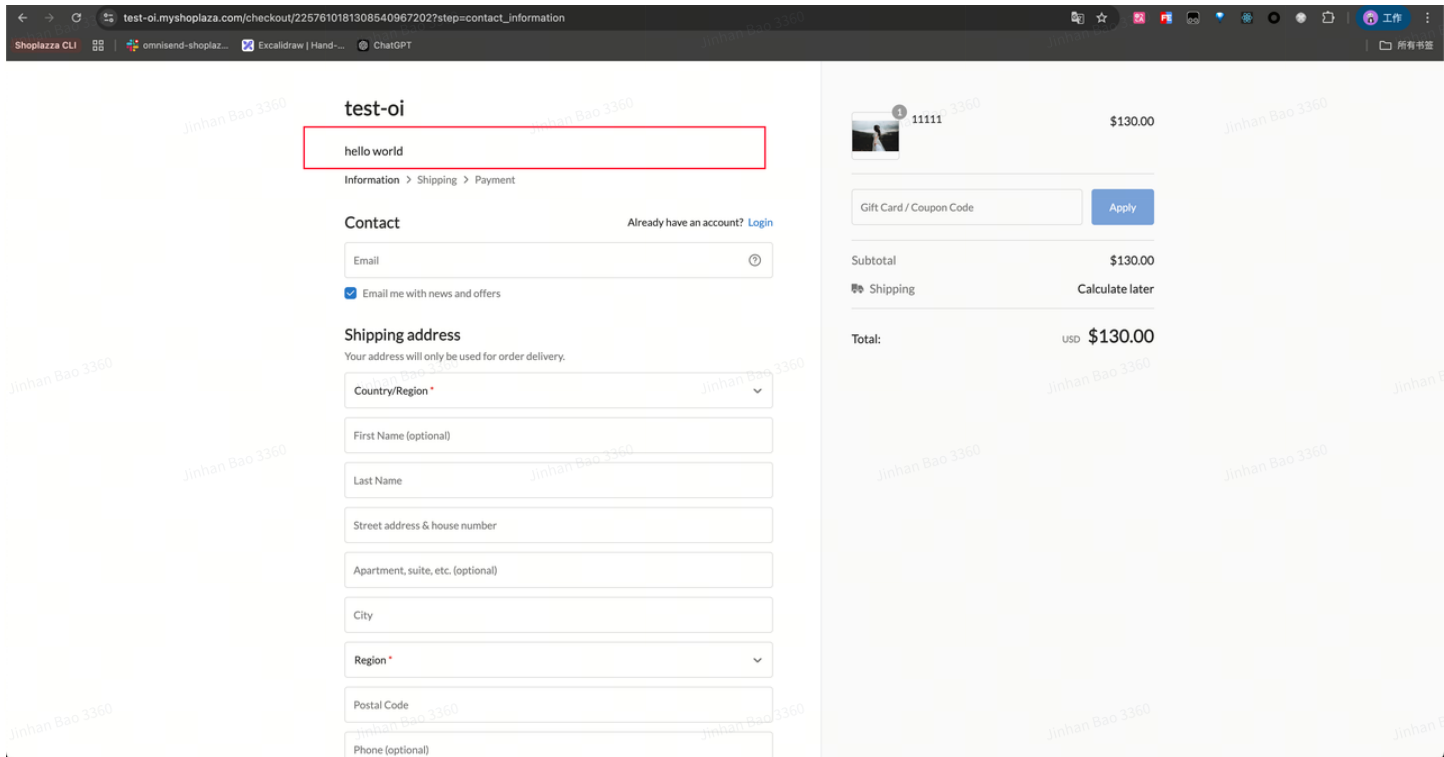 test-oi.myshoplaza.com/checkout/2257610181308540967202?step=contact_information
工作
Shoplazza CLI
omnisend-shoplaz...
Excalidraw | Hand-...
ChatGPT
所有书签
test-oi
hello world
Information > Shipping > Payment
Contact
Already have an account? Login
Email
Email me with news and offers
Shipping address
Your address will only be used for order delivery.
Country/Region *
First Name (optional)
Last Name
Street address & house number
Apartment, suite, etc. (optional)
City
Region *
Postal Code
Phone (optional)
1
11111
$130.00
Gift Card / Coupon Code
Apply
Subtotal
$130.00
Shipping
Calculate later
Total:
USD $130.00
Jinhan Bao 3360